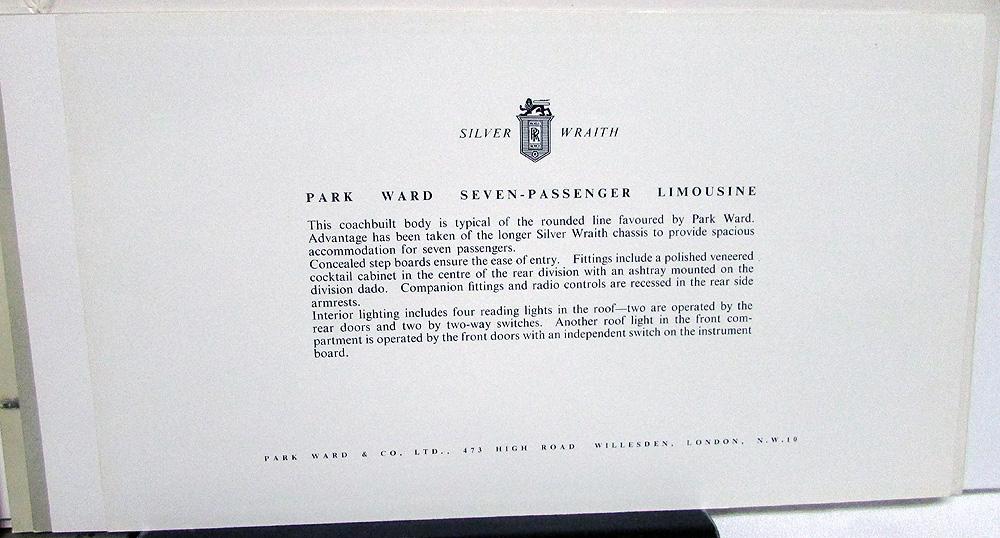 SILVER RR WRAITH
PARK WARD SEVEN-PASSENGER LIMOUSINE
This coachbuilt body is typical of the rounded line favoured by Park Ward.
Advantage has been taken of the longer Silver Wraith chassis to provide spacious
accommodation for seven passengers.
Concealed step boards ensure the ease of entry. Fittings include a polished veneered
cocktail cabinet in the centre of the rear division with an ashtray mounted on the
division dado. Companion fittings and radio controls are recessed in the rear side
armrests.
Interior lighting includes four reading lights in the roof—two are operated by the
rear doors and two by two-way switches. Another roof light in the front com-
partment is operated by the front doors with an independent switch on the instrument
board.
PARK WARD & CO. LTD., 473 HIGH ROAD WILLESDEN, LONDON, N.W.10